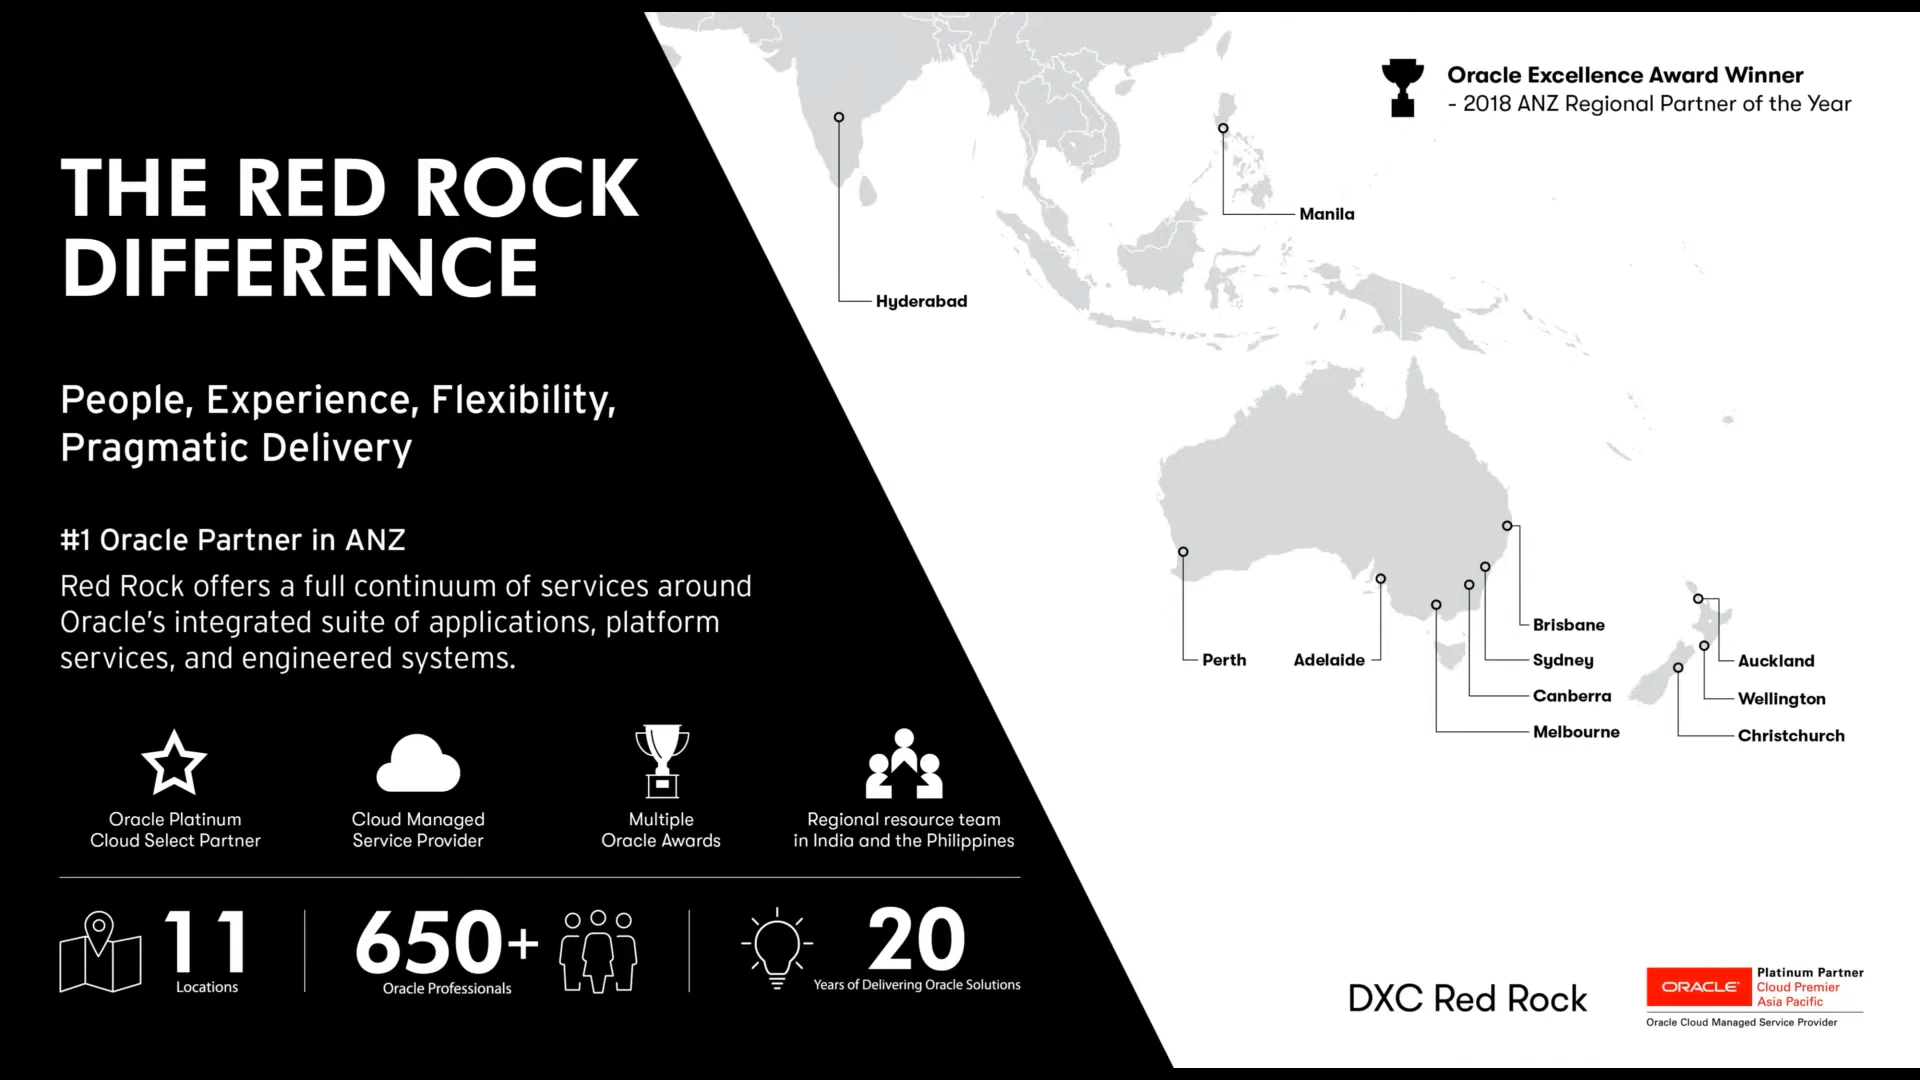 THE RED ROCK
DIFFERENCE
People, Experience, Flexibility,
Pragmatic Delivery
#1 Oracle Partner in ANZ
Red Rock offers a full continuum of services around
Oracle's integrated suite of applications, platform
services, and engineered systems.
Oracle Platinum
Cloud Select Partner
Cloud Managed
Service Provider
Multiple
Oracle Awards
Regional resource team
in India and the Philippines
11
Locations
650+
Oracle Professionals
20
Years of Delivering Oracle Solutions
Oracle Excellence Award Winner
- 2018 ANZ Regional Partner of the Year
Manila
Hyderabad
Perth
Adelaide
Brisbane
Sydney
Canberra
Melbourne
Auckland
Wellington
Christchurch
DXC Red Rock
ORACLE
Platinum Partner
Cloud Premier
Asia Pacific
Oracle Cloud Managed Service Provider